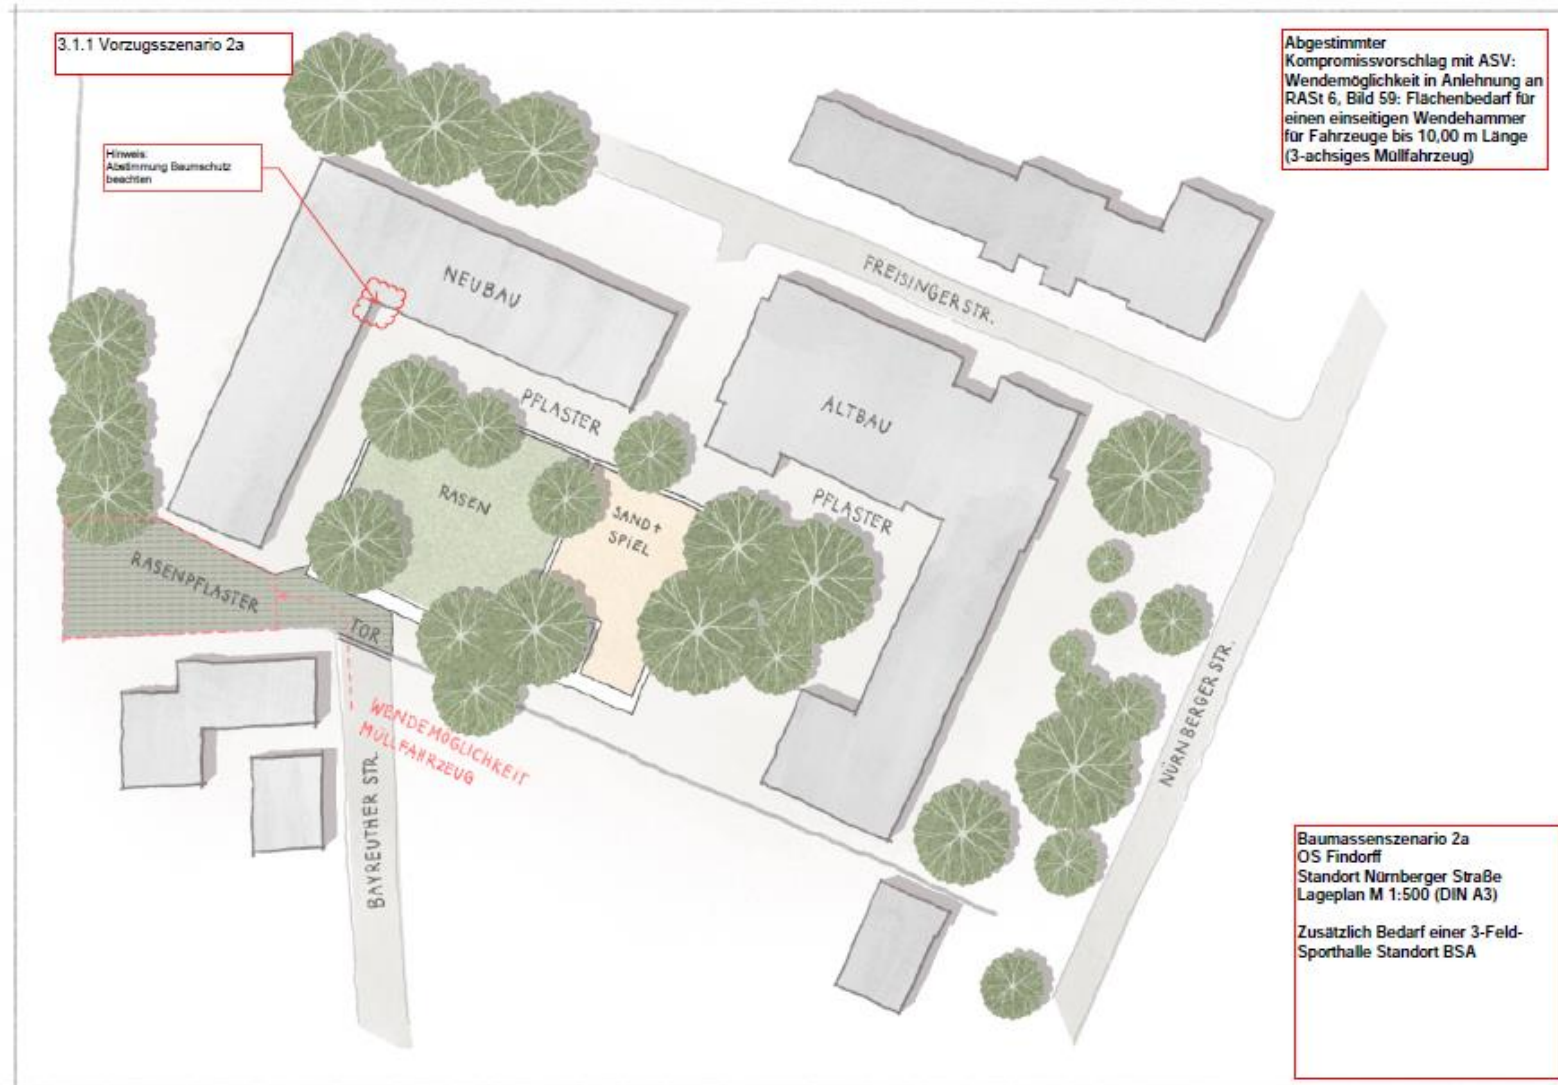 3.1.1 Vorzugsszenario 2a
Abgestimmter
Kompromissvorschlag mit ASV:
Wendemöglichkeit in Anlehnung an
RASt 6, Bild 59: Flächenbedarf für
einen einseitigen Wendehammer
für Fahrzeuge bis 10,00 m Länge
(3-achsiges Müllfahrzeug)
Hinweis:
Abstimmung Baumschutz
beachten
NEUBAU
FREISINGERSTR.
PFLASTER
ALTBAU
RASEN
SAND+
SPIEL
PFLASTER
RASENPFLASTER
TOR
WENDEMÖGLICHKEIT
MÜLLFAHRZEUG
BAYREUTHER STR.
NÜRNBERGER STR.
Baumassenszenario 2a
OS Findorff
Standort Nürnberger Straße
Lageplan M 1:500 (DIN A3)
Zusätzlich Bedarf einer 3-Feld-
Sporthalle Standort BSA